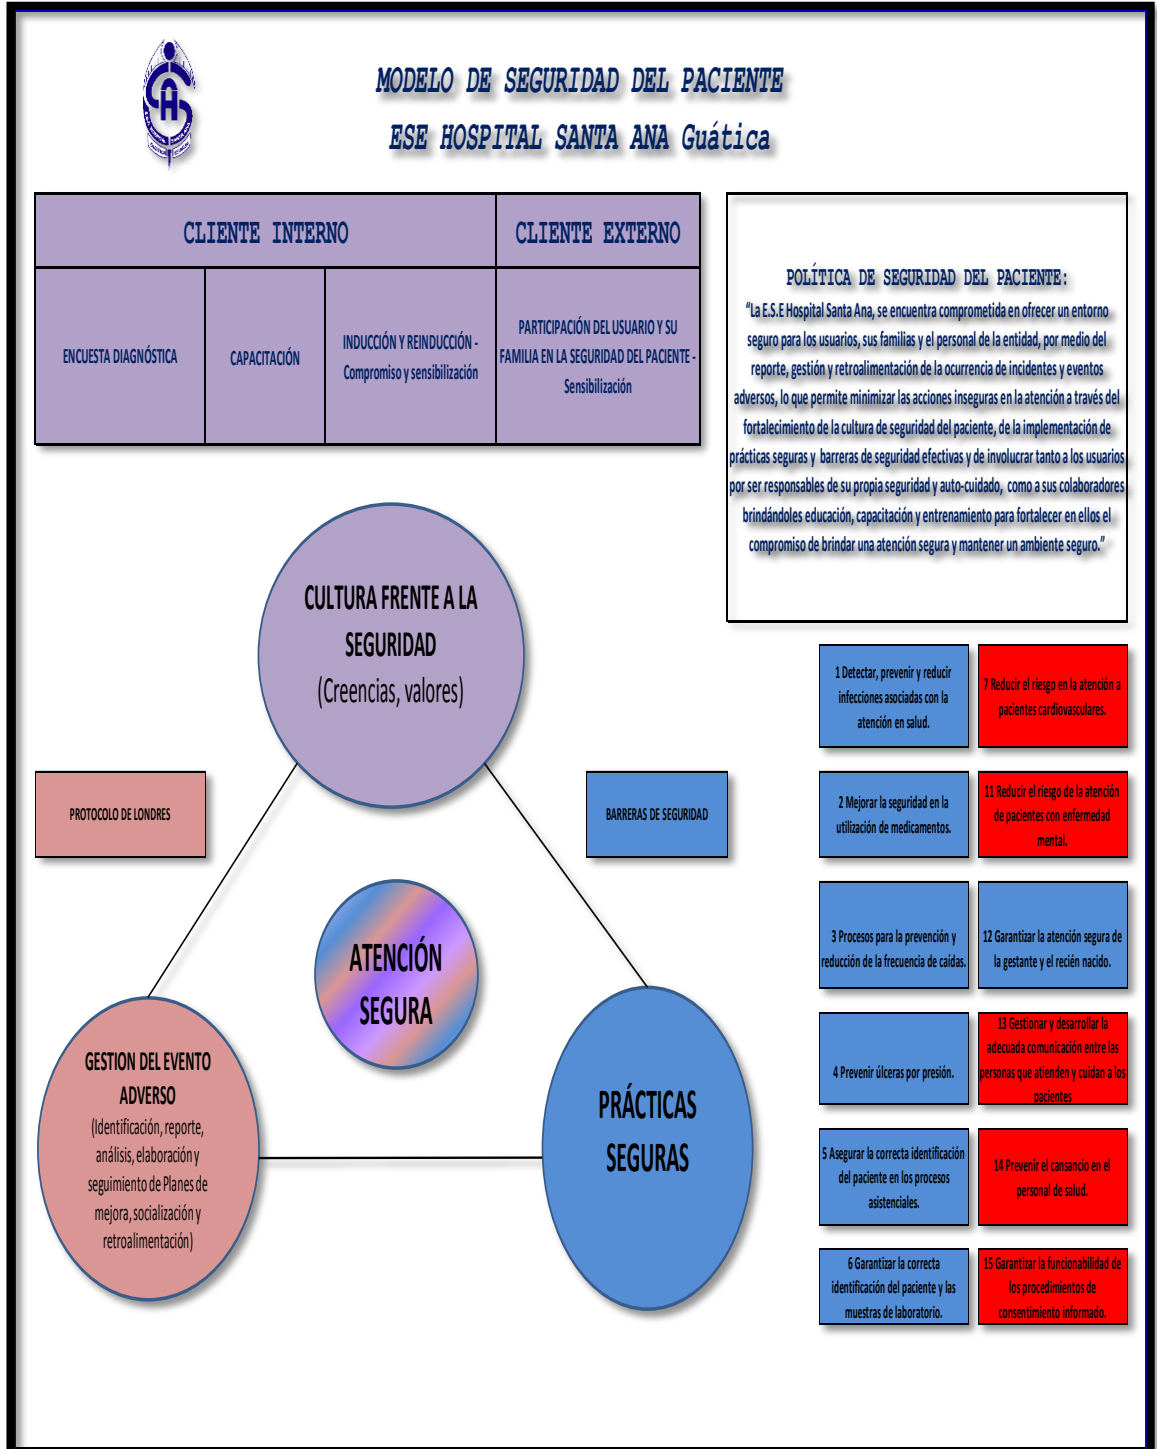 MODELO DE SEGURIDAD DEL PACIENTE
ESE HOSPITAL SANTA ANA Guática
CLIENTE INTERNO
CLIENTE EXTERNO
ENCUESTA DIAGNÓSTICA
CAPACITACIÓN
INDUCCIÓN Y REINDUCCIÓN -
Compromiso y sensibilización
PARTICIPACIÓN DEL USUARIO Y SU
FAMILIA EN LA SEGURIDAD DEL PACIENTE -
Sensibilización
POLÍTICA DE SEGURIDAD DEL PACIENTE:
“La E.S.E Hospital Santa Ana, se encuentra comprometida en ofrecer un entorno
seguro para los usuarios, sus familias y el personal de la entidad, por medio del
reporte, gestión y retroalimentación de la ocurrencia de incidentes y eventos
adversos, lo que permite minimizar las acciones inseguras en la atención a través del
fortalecimiento de la cultura de seguridad del paciente, de la implementación de
prácticas seguras y barreras de seguridad efectivas y de involucrar tanto a los usuarios
por ser responsables de su propia seguridad y auto-cuidado, como a sus colaboradores
brindándoles educación, capacitación y entrenamiento para fortalecer en ellos el
compromiso de brindar una atención segura y mantener un ambiente seguro.”
CULTURA FRENTE A LA
SEGURIDAD
(Creencias, valores)
PROTOCOLO DE LONDRES
BARRERAS DE SEGURIDAD
ATENCIÓN
SEGURA
GESTION DEL EVENTO
ADVERSO
(Identificación, reporte,
análisis, elaboración y
seguimiento de Planes de
mejora, socialización y
retroalimentación)
PRÁCTICAS
SEGURAS
1 Detectar, prevenir y reducir
infecciones asociadas con la
atención en salud.
7 Reducir el riesgo en la atención a
pacientes cardiovasculares.
2 Mejorar la seguridad en la
utilización de medicamentos.
11 Reducir el riesgo de la atención
de pacientes con enfermedad
mental.
3 Procesos para la prevención y
reducción de la frecuencia de caídas.
12 Garantizar la atención segura de
la gestante y el recién nacido.
4 Prevenir úlceras por presión.
13 Gestionar y desarrollar la
adecuada comunicación entre las
personas que atienden y cuidan a los
pacientes
5 Asegurar la correcta identificación
del paciente en los procesos
asistenciales.
14 Prevenir el cansancio en el
personal de salud.
6 Garantizar la correcta
identificación del paciente y las
muestras de laboratorio.
15 Garantizar la funcionabilidad de
los procedimientos de
consentimiento informado.